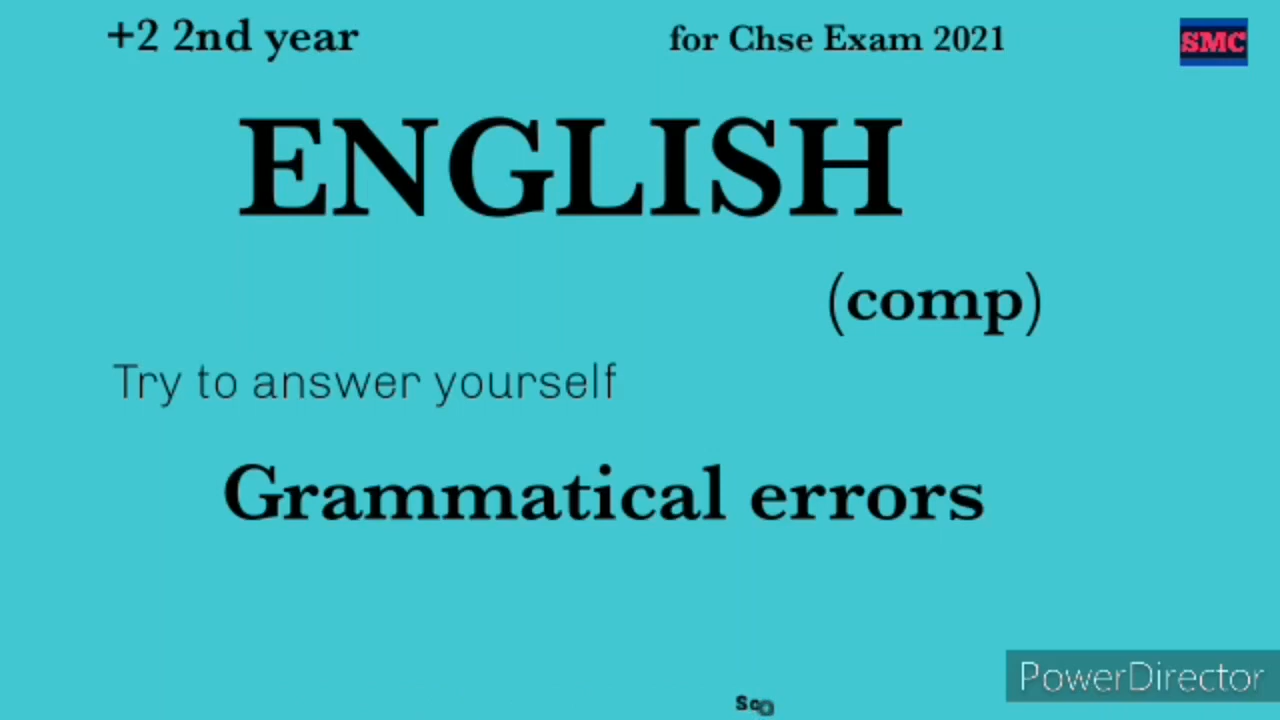 +2 2nd year for Chse Exam 2021 SMC
ENGLISH
(comp)
Try to answer yourself
Grammatical errors
PowerDirector